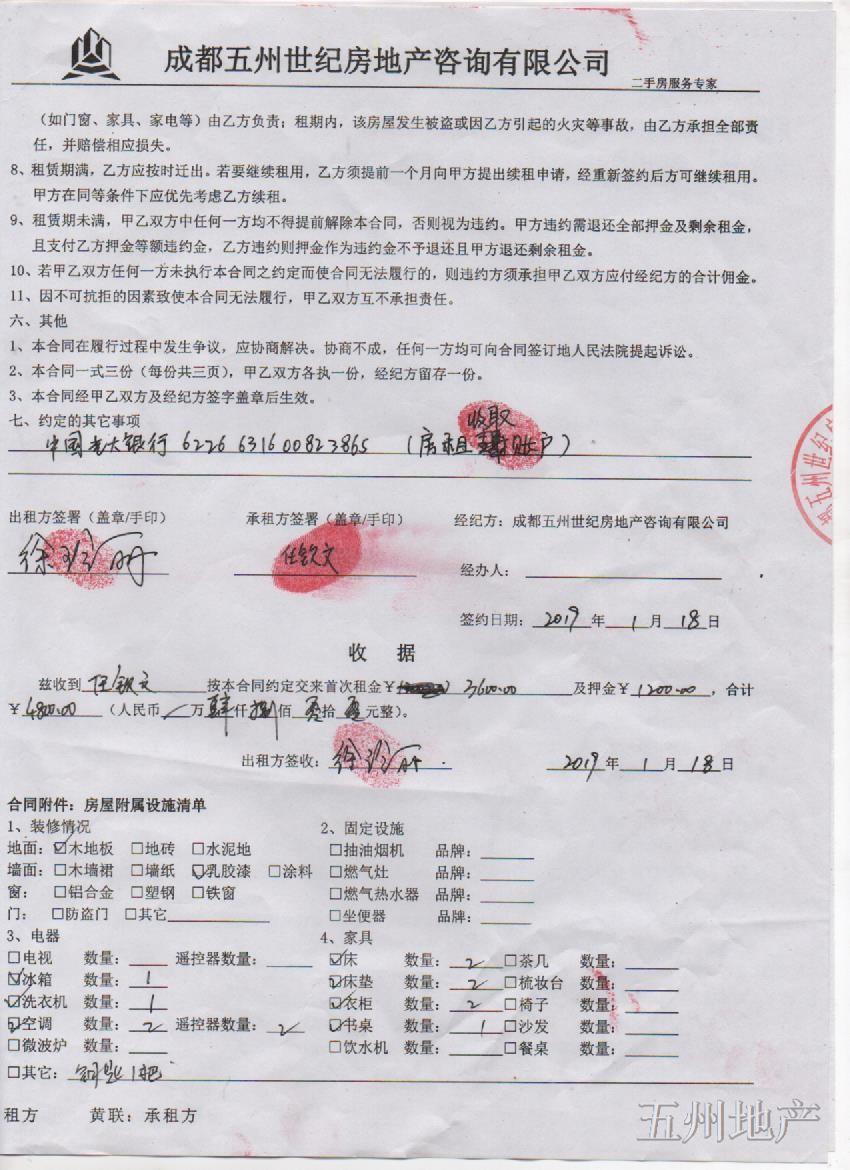 成都五州世纪房地产咨询有限公司
二手房服务专家
（如门窗、家具、家电等）由乙方负责；租期内，该房屋发生被盗或因乙方引起的火灾等事故，由乙方承担全部责
任，并赔偿相应损失。
8、租赁期满，乙方应按时迁出。若要继续租用，乙方须提前一个月向甲方提出续租申请，经重新签约后方可继续租用。
甲方在同等条件下应优先考虑乙方续租。
9、租赁期未满，甲乙双方中任何一方均不得提前解除本合同，否则视为违约。甲方违约需退还全部押金及剩余租金，
且支付乙方押金等额违约金，乙方违约则押金作为违约金不予退还且甲方退还剩余租金。
10、若甲乙双方任何一方未执行本合同之约定而使合同无法履行的，则违约方须承担甲乙双方应付经纪方的合计佣金。
11、因不可抗拒的因素致使本合同无法履行，甲乙双方互不承担责任。
六、其他
1、本合同在履行过程中发生争议，应协商解决。协商不成，任何一方均可向合同签订地人民法院提起诉讼。
2、本合同一式三份（每份共三页），甲乙双方各执一份，经纪方留存一份。
3、本合同经甲乙双方及经纪方签字盖章后生效。
七、约定的其它事项
收取
中国光大银行 6226 6316 0082 3865 （房租账户）
五州世纪
出租方签署（盖章/手印） 承租方签署（盖章/手印） 经纪方：成都五州世纪房地产咨询有限公司
任钦文
经办人：
签约日期：2019年1月18日
收 据
兹收到 任钦文 按本合同约定交来首次租金￥3600.00 及押金￥1200.00，合计
￥4800.00（人民币 / 万 肆 仟 捌 佰 零 拾 零 元整）。
出租方签收： 2019年1月18日
合同附件：房屋附属设施清单
1、装修情况 2、固定设施
地面：☑木地板 □地砖 □水泥地 □抽油烟机 品牌：
墙面：□木墙裙 □墙纸 ☑乳胶漆 □涂料 □燃气灶 品牌：
窗： □铝合金 □塑钢 □铁窗 □燃气热水器 品牌：
门： □防盗门 □其它 □坐便器 品牌：
3、电器 4、家具
□电视 数量： 遥控器数量： ☑床 数量：2 □茶几 数量：
☑冰箱 数量：1 ☑床垫 数量：2 □梳妆台 数量：
☑洗衣机 数量：1 ☑衣柜 数量：2 □椅子 数量：
☑空调 数量：2 遥控器数量：2 ☑书桌 数量：1 □沙发 数量：
□微波炉 数量： □饮水机 数量： □餐桌 数量：
□其它：钥匙1把
租方 黄联：承租方
五州地产